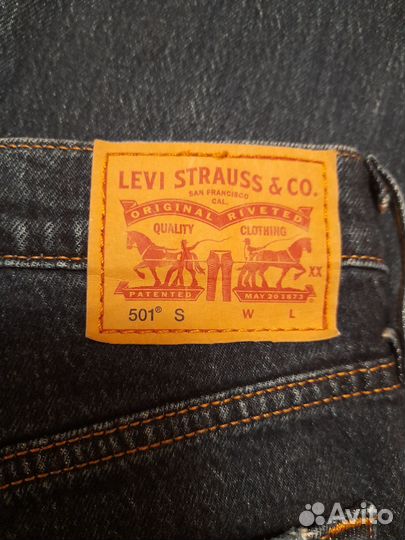 LEVI STRAUSS & CO.
SAN FRANCISCO
CAL.
ORIGINAL RIVETED
QUALITY CLOTHING
XX
PATENTED MAY 20 1873
501® S W L
Avito